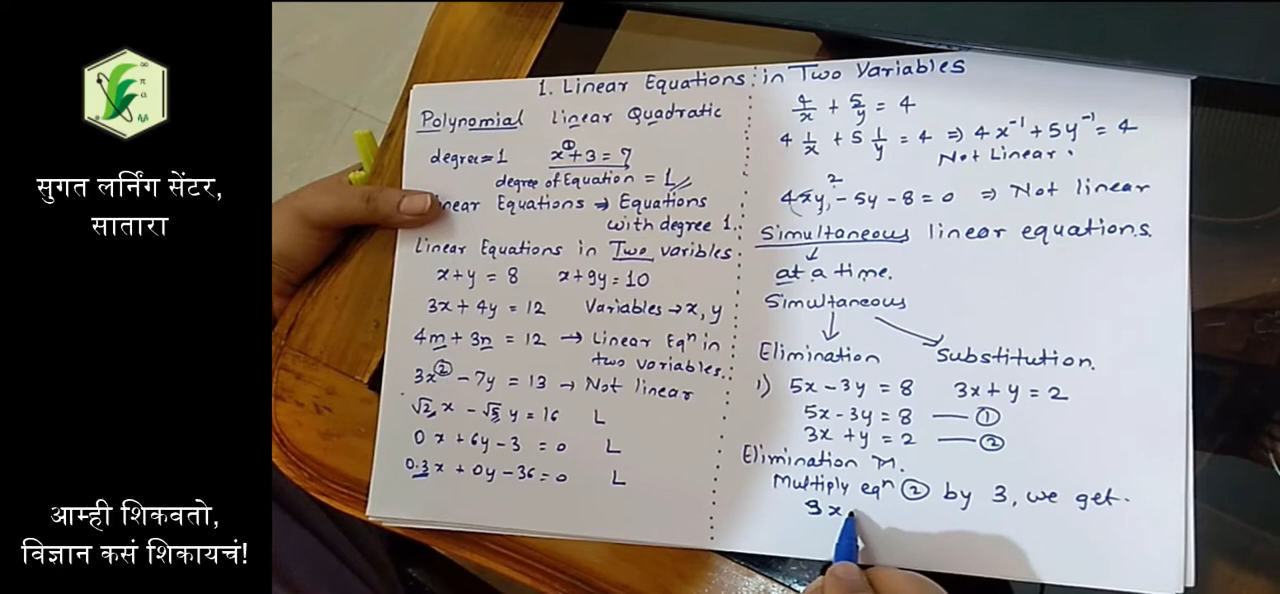 सुगत लर्निंग सेंटर,
सातारा
आम्ही शिकवतो,
विज्ञान कसं शिकायचं!
1. Linear Equations in Two Variables
Polynomial Linear Quadratic
degree=1 x①+3=7
degree of Equation = 1
Linear Equations → Equations
with degree 1.
Linear Equations in Two varibles
x+y = 8 x+9y=10
3x + 4y = 12 Variables → x, y
4m + 3n = 12 → Linear Eqⁿ in
two variables.
3x② - 7y = 13 → Not linear
√2 x - √5 y = 16 L
0x + 6y - 3 = 0 L
0.3x + 0y - 36 = 0 L
4/x + 5/y = 4
4 1/x + 5 1/y = 4 ⇒ 4x⁻¹ + 5y⁻¹ = 4
Not Linear.
2
4xy - 5y - 8 = 0 ⇒ Not linear
Simultaneous linear equations.
at a time.
Simultaneous
Elimination Substitution.
1) 5x - 3y = 8 3x + y = 2
5x - 3y = 8 — ①
3x + y = 2 — ②
Elimination M.
Multiply eqⁿ ② by 3, we get.
9x